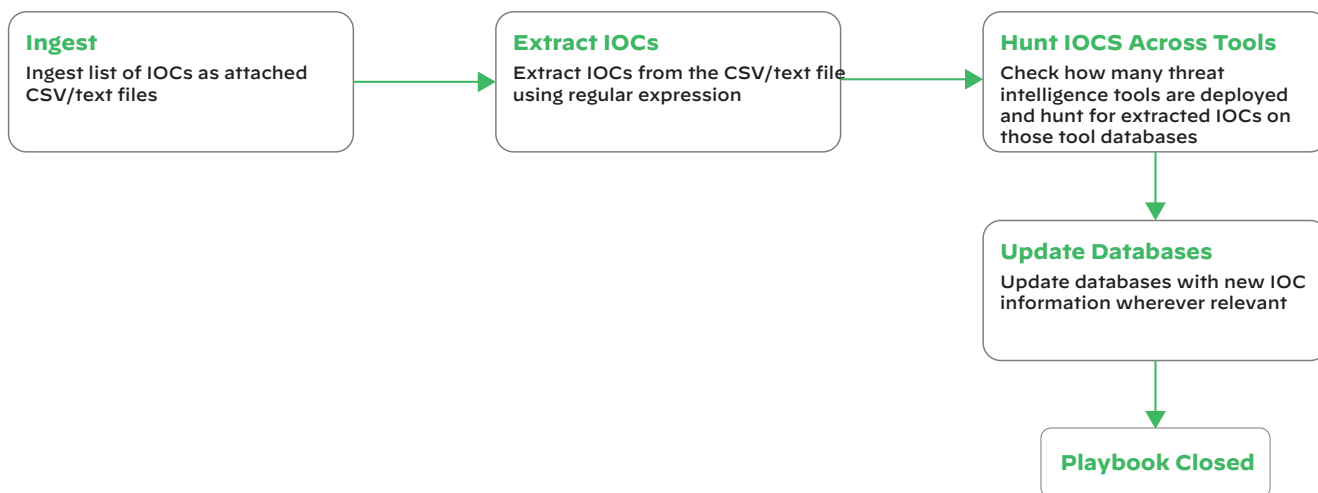 Ingest
Ingest list of IOCs as attached
CSV/text files
Extract IOCs
Extract IOCs from the CSV/text file
using regular expression
Hunt IOCS Across Tools
Check how many threat
intelligence tools are deployed
and hunt for extracted IOCs on
those tool databases
Update Databases
Update databases with new IOC
information wherever relevant
Playbook Closed